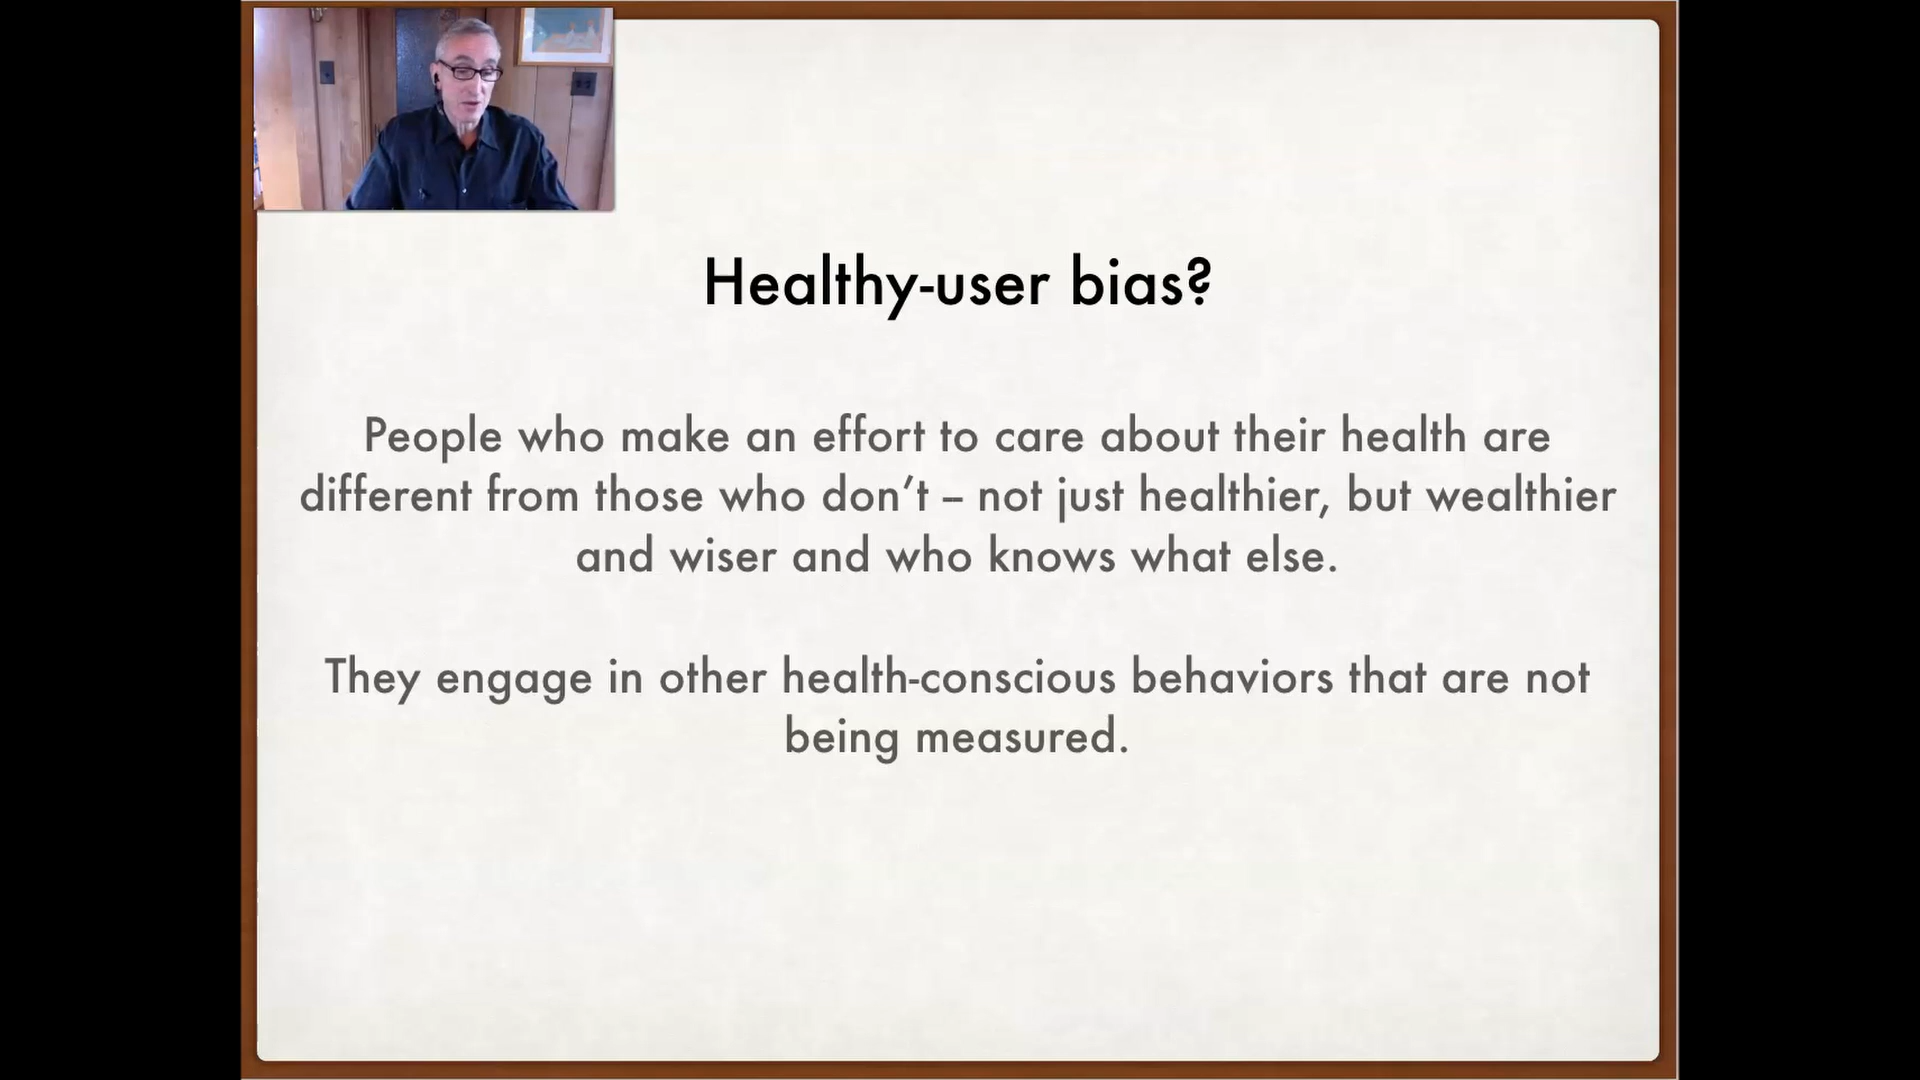 Healthy-user bias?
People who make an effort to care about their health are
different from those who don’t – not just healthier, but wealthier
and wiser and who knows what else.
They engage in other health-conscious behaviors that are not
being measured.